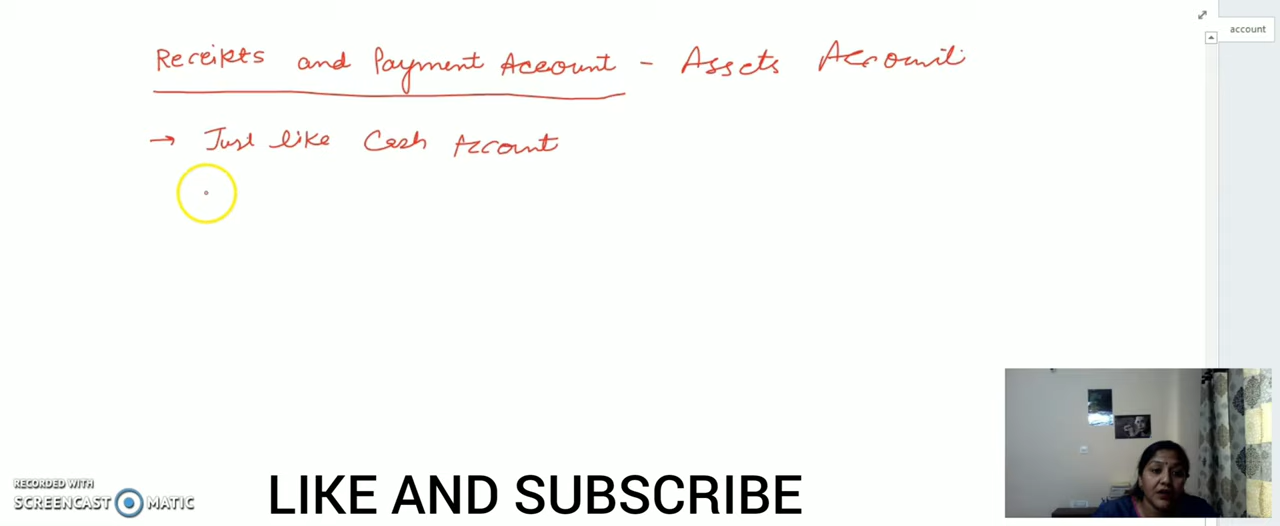 account
Receipts and Payment Account - Assets Account
→ Just like Cash Account
LIKE AND SUBSCRIBE
RECORDED WITH
SCREENCAST MATIC